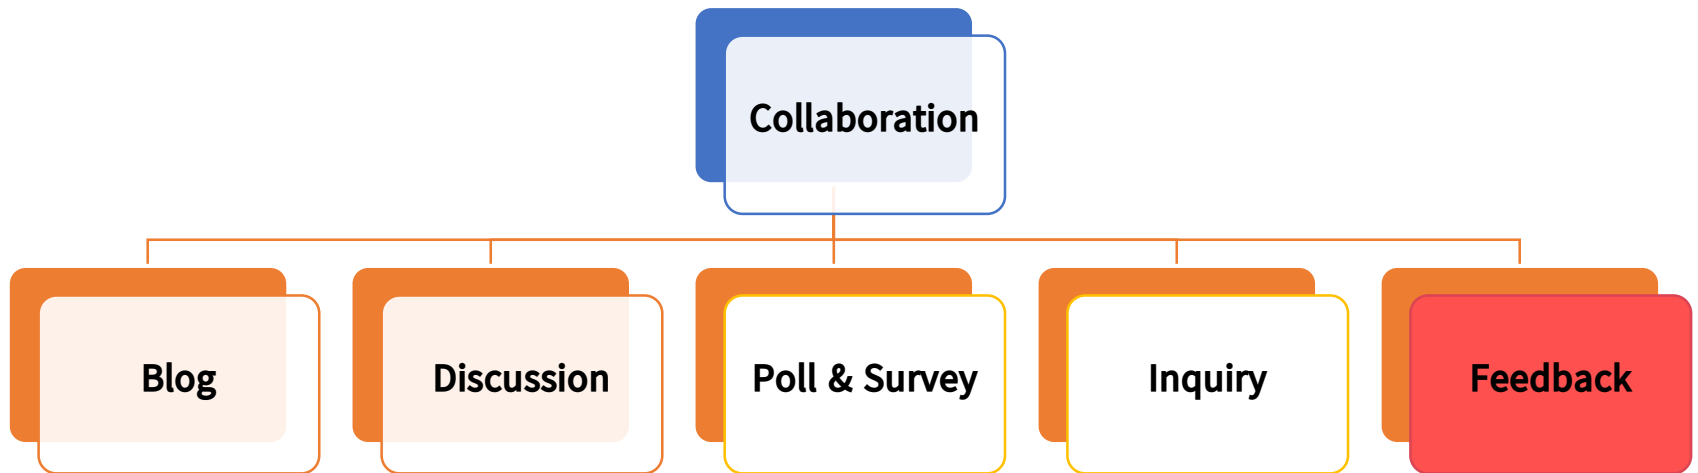 Collaboration
Blog
Discussion
Poll & Survey
Inquiry
Feedback